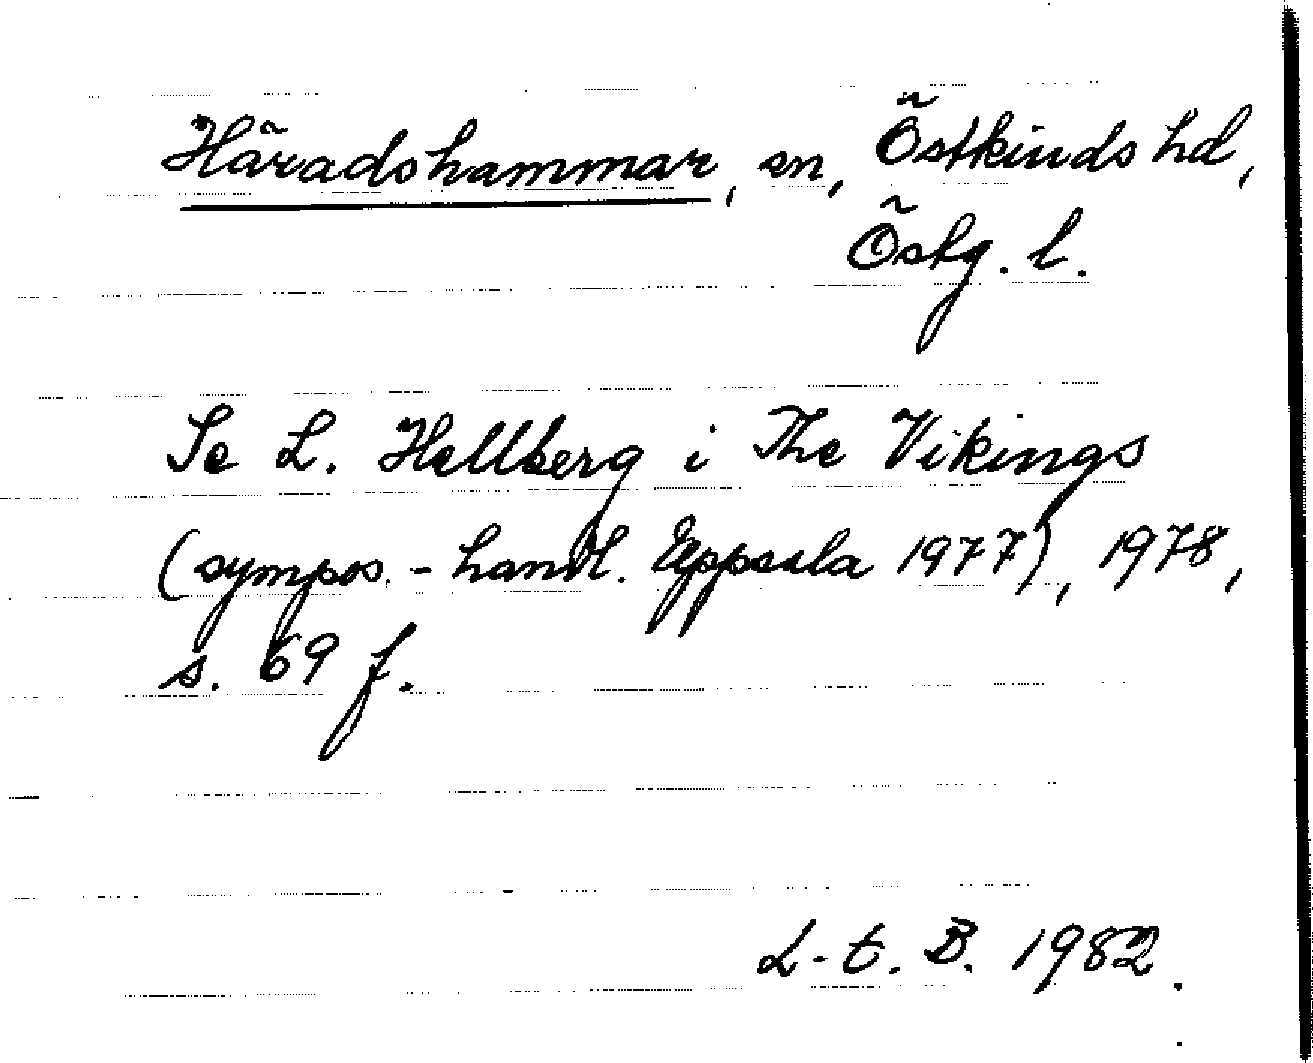 Häradshammar, sn, Östkinds hd,
Östg. l.
Se L. Hellberg i The Vikings
(sympos.-handl. Uppsala 1977), 1978,
s. 69 f.
L-t. B. 1982.